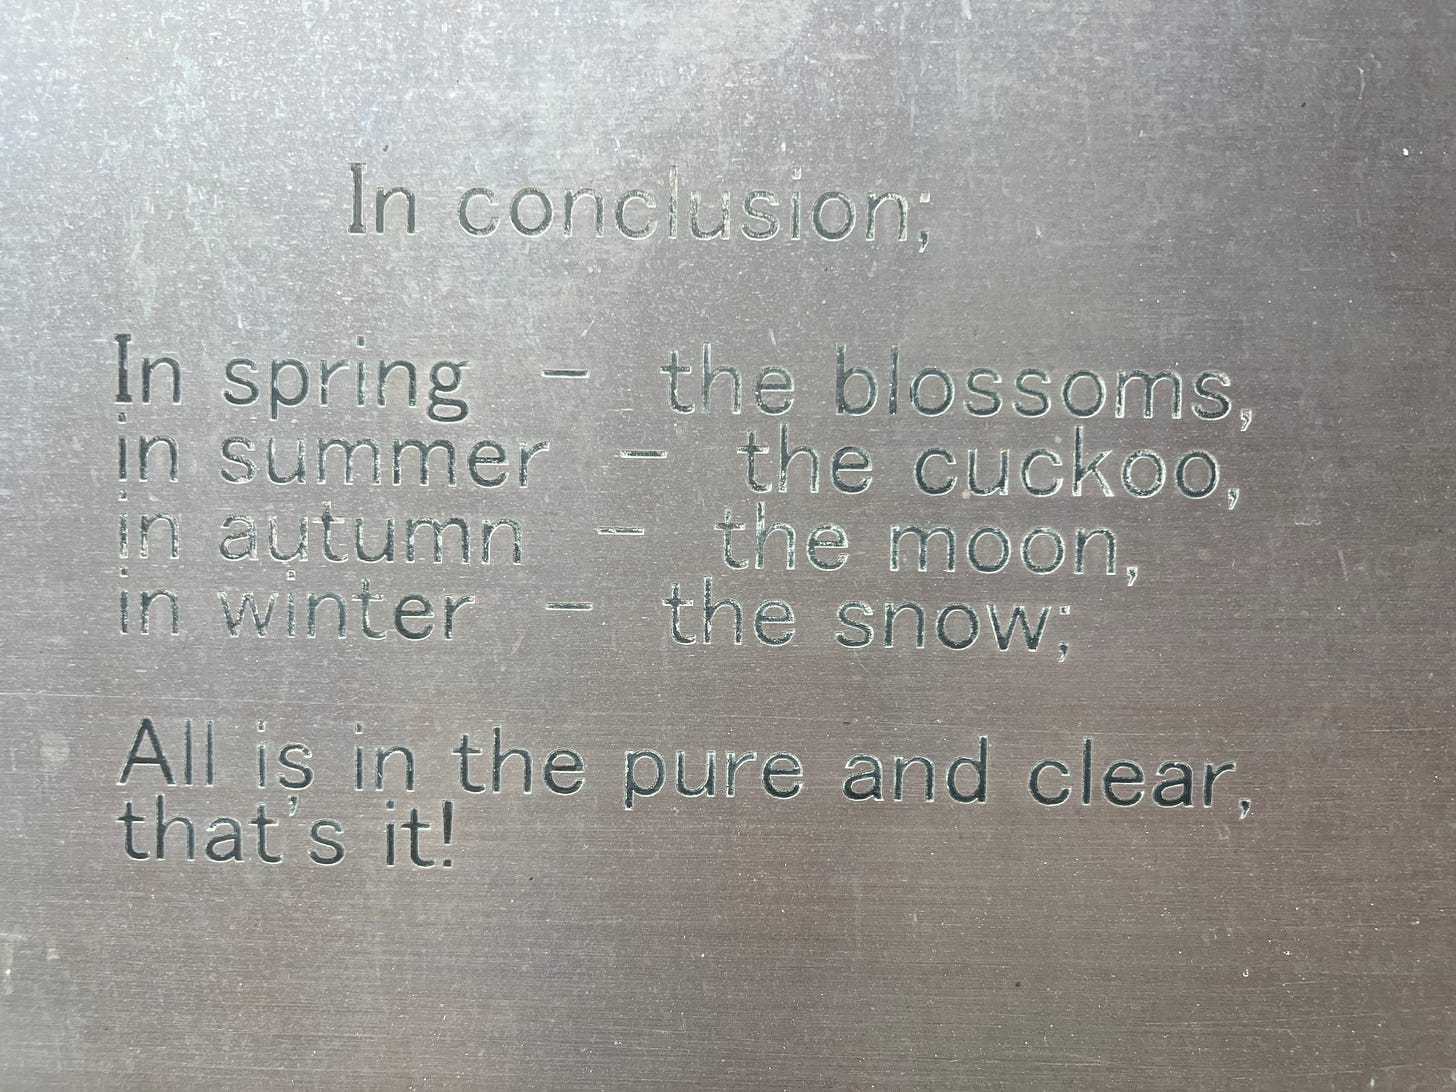 In conclusion;
In spring – the blossoms,
in summer – the cuckoo,
in autumn – the moon,
in winter – the snow;
All is in the pure and clear,
that's it!